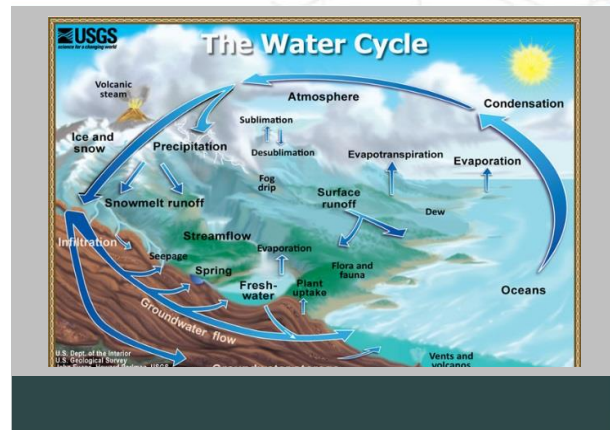 USGS
science for a changing world
The Water Cycle
Volcanic
steam
Atmosphere
Condensation
Ice and
snow
Precipitation
Sublimation
Desublimation
Evapotranspiration
Evaporation
Snowmelt runoff
Fog
drip
Surface
runoff
Dew
Infiltration
Streamflow
Seepage
Evaporation
Spring
Flora and
fauna
Fresh-
water
Plant
uptake
Oceans
Groundwater flow
Vents and
volcanos
U.S. Dept. of the Interior
U.S. Geological Survey